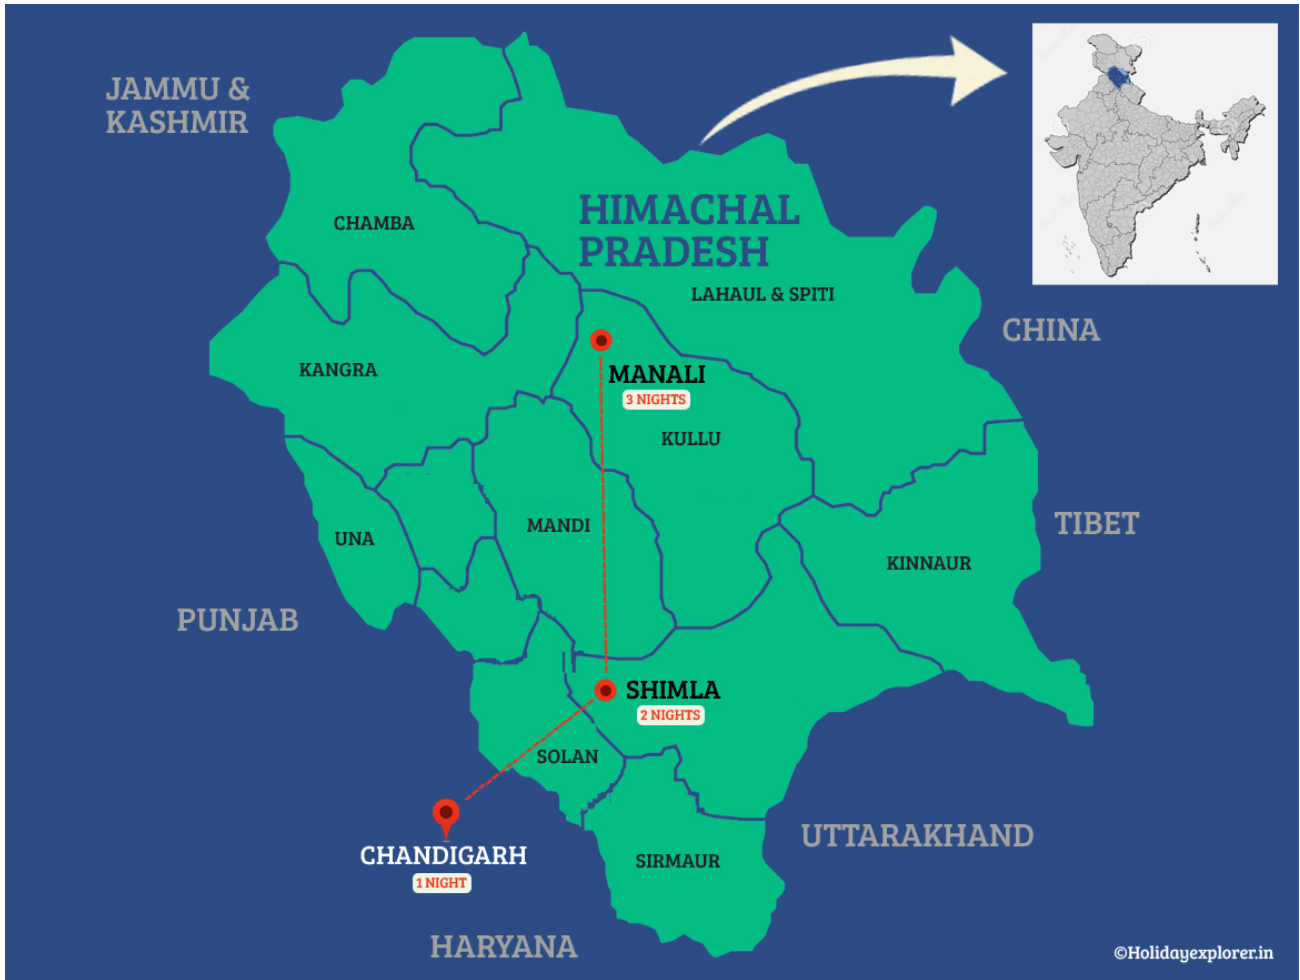 JAMMU &
KASHMIR
CHAMBA
HIMACHAL
PRADESH
LAHAUL & SPITI
CHINA
KANGRA
MANALI
3 NIGHTS
KULLU
TIBET
MANDI
UNA
KINNAUR
PUNJAB
SHIMLA
2 NIGHTS
SOLAN
UTTARAKHAND
CHANDIGARH
1 NIGHT
SIRMAUR
HARYANA
©Holidayexplorer.in